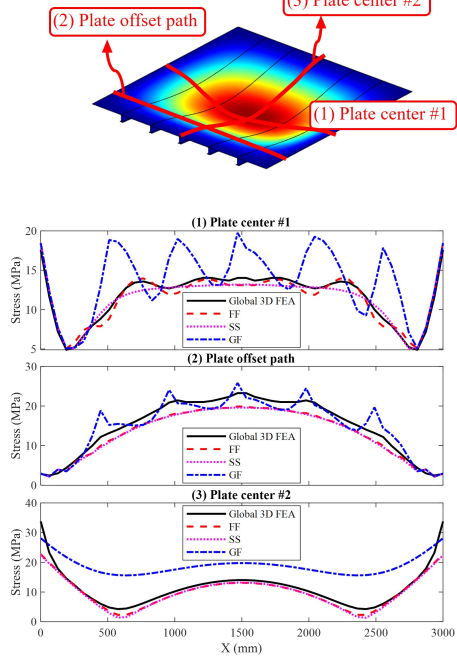 (3) Plate center #2
(2) Plate offset path
(1) Plate center #1
(1) Plate center #1
20
15
10
5
Stress (MPa)
Global 3D FEA
FF
SS
GF
(2) Plate offset path
30
20
10
0
Stress (MPa)
Global 3D FEA
FF
SS
GF
(3) Plate center #2
40
30
20
10
0
Stress (MPa)
Global 3D FEA
FF
SS
GF
0 500 1000 1500 2000 2500 3000
X (mm)